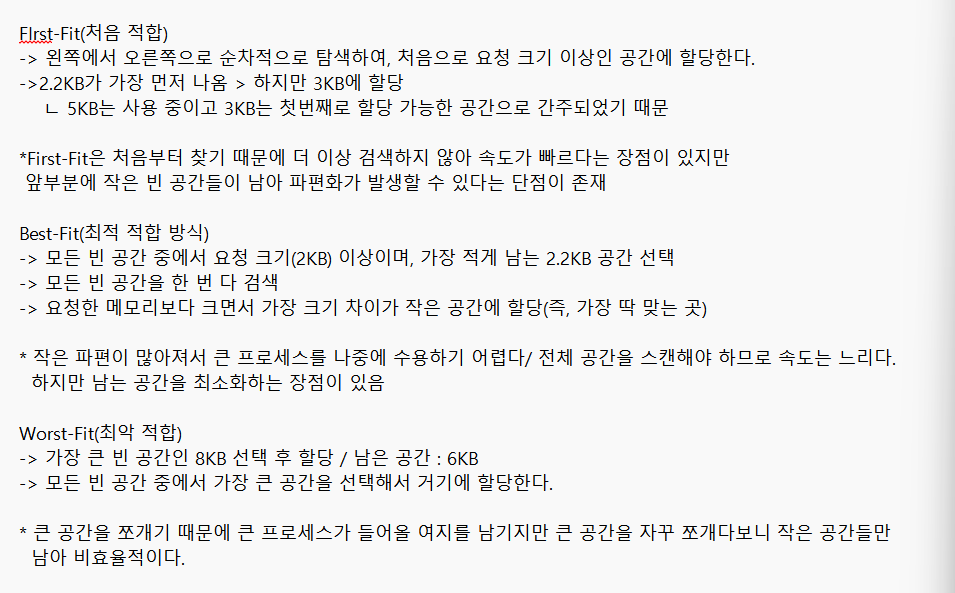 FIrst-Fit(처음 적합)
-> 왼쪽에서 오른쪽으로 순차적으로 탐색하여, 처음으로 요청 크기 이상인 공간에 할당한다.
->2.2KB가 가장 먼저 나옴 > 하지만 3KB에 할당
ㄴ 5KB는 사용 중이고 3KB는 첫번째로 할당 가능한 공간으로 간주되었기 때문
*First-Fit은 처음부터 찾기 때문에 더 이상 검색하지 않아 속도가 빠르다는 장점이 있지만
앞부분에 작은 빈 공간들이 남아 파편화가 발생할 수 있다는 단점이 존재
Best-Fit(최적 적합 방식)
-> 모든 빈 공간 중에서 요청 크기(2KB) 이상이며, 가장 적게 남는 2.2KB 공간 선택
-> 모든 빈 공간을 한 번 다 검색
-> 요청한 메모리보다 크면서 가장 크기 차이가 작은 공간에 할당(즉, 가장 딱 맞는 곳)
* 작은 파편이 많아져서 큰 프로세스를 나중에 수용하기 어렵다/ 전체 공간을 스캔해야 하므로 속도는 느리다.
하지만 남는 공간을 최소화하는 장점이 있음
Worst-Fit(최악 적합)
-> 가장 큰 빈 공간인 8KB 선택 후 할당 / 남은 공간 : 6KB
-> 모든 빈 공간 중에서 가장 큰 공간을 선택해서 거기에 할당한다.
* 큰 공간을 쪼개기 때문에 큰 프로세스가 들어올 여지를 남기지만 큰 공간을 자꾸 쪼개다보니 작은 공간들만
남아 비효율적이다.